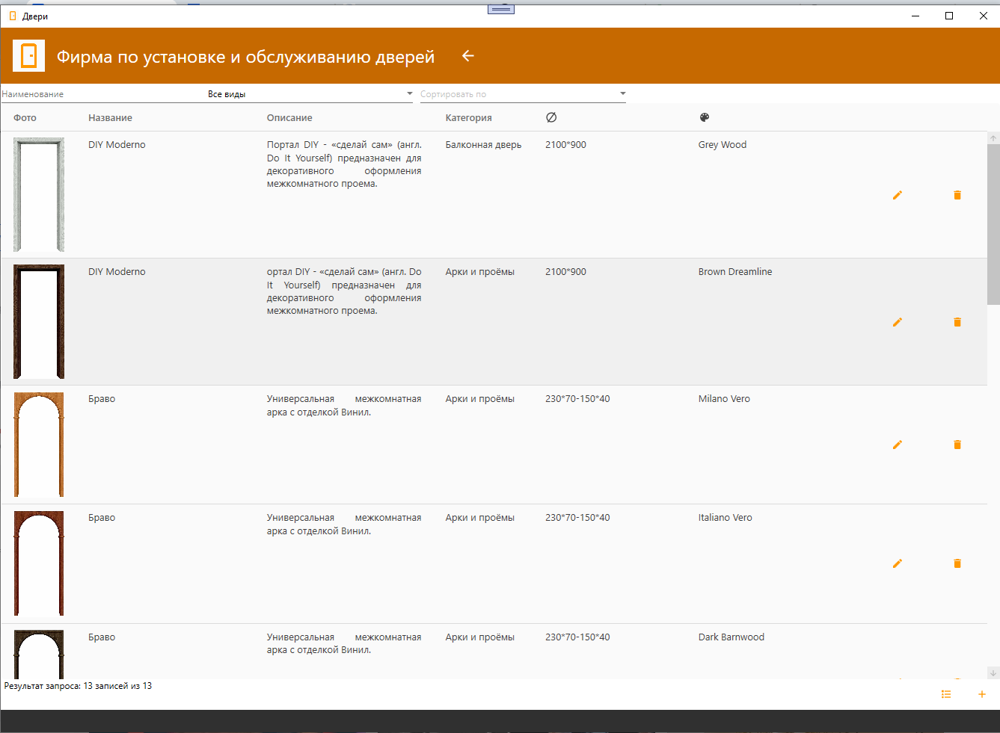 Двери
Фирма по установке и обслуживанию дверей
Наименование Все виды Сортировать по
Фото Название Описание Категория
DIY Moderno Портал DIY - «сделай сам» (англ. Балконная дверь 2100*900 Grey Wood
Do It Yourself) предназначен для
декоративного оформления
межкомнатного проема.
DIY Moderno ортал DIY - «сделай сам» (англ. Do Арки и проёмы 2100*900 Brown Dreamline
It Yourself) предназначен для
декоративного оформления
межкомнатного проема.
Браво Универсальная межкомнатная Арки и проёмы 230*70-150*40 Milano Vero
арка с отделкой Винил.
Браво Универсальная межкомнатная Арки и проёмы 230*70-150*40 Italiano Vero
арка с отделкой Винил.
Браво Универсальная межкомнатная Арки и проёмы 230*70-150*40 Dark Barnwood
арка с отделкой Винил.
Результат запроса: 13 записей из 13